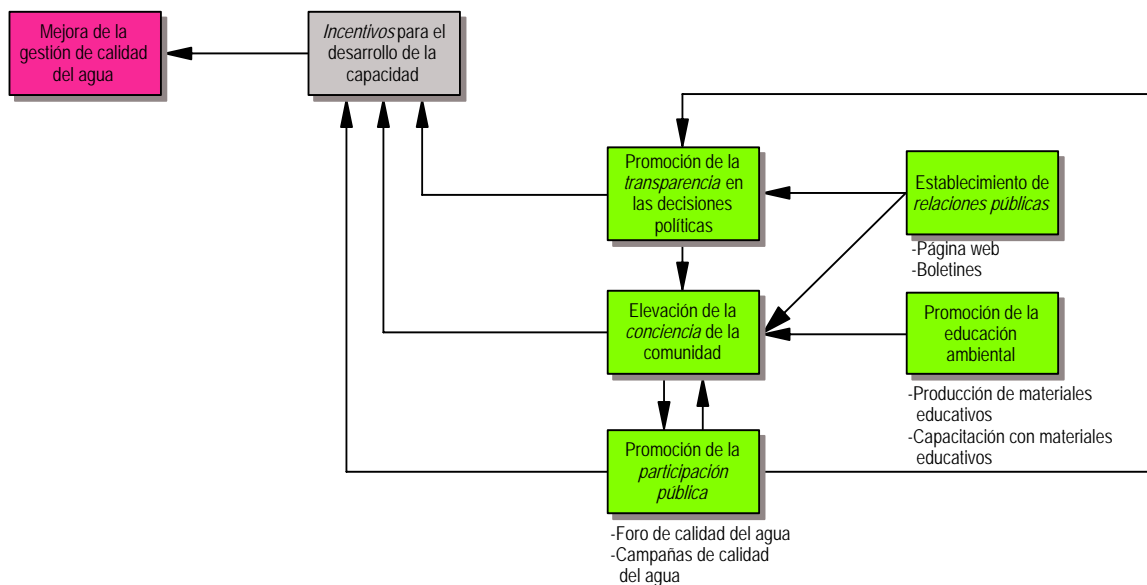 Mejora de la
gestión de calidad
del agua
Incentivos para el
desarrollo de la
capacidad
Promoción de la
transparencia en
las decisiones
políticas
Establecimiento de
relaciones públicas
-Página web
-Boletines
Elevación de la
conciencia de la
comunidad
Promoción de la
educación
ambiental
-Producción de materiales
educativos
-Capacitación con materiales
educativos
Promoción de la
participación
pública
-Foro de calidad del agua
-Campañas de calidad
del agua